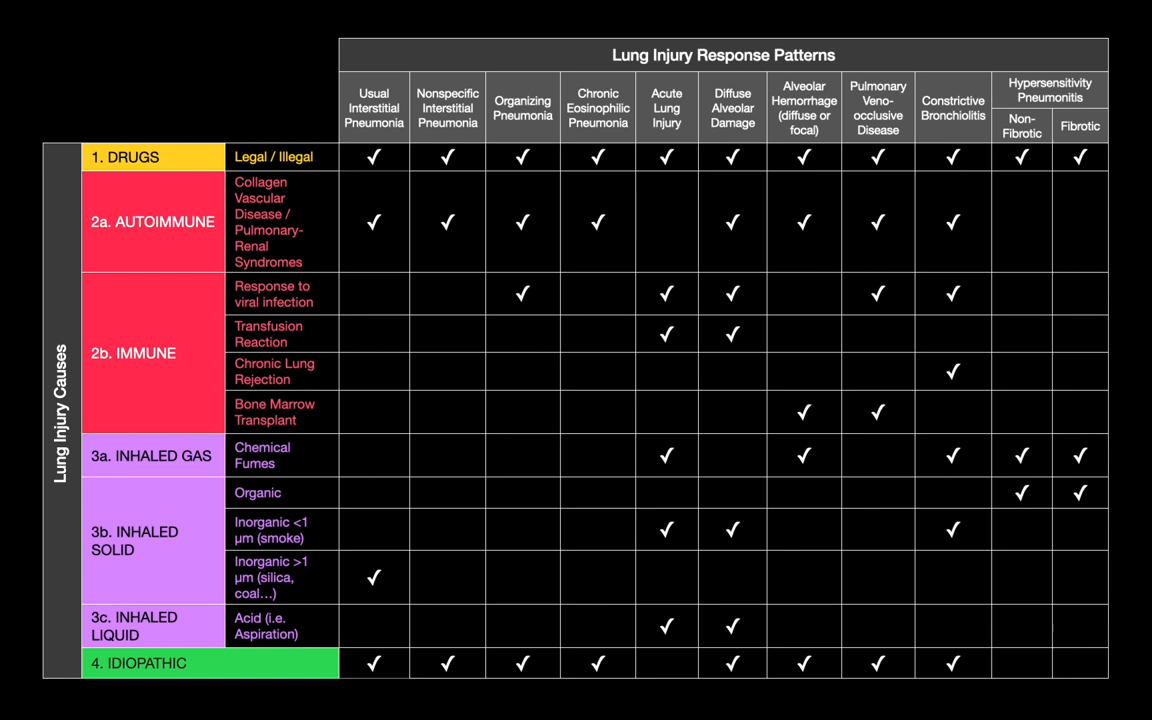 Lung Injury Response Patterns
Usual
Interstitial
Pneumonia
Nonspecific
Interstitial
Pneumonia
Organizing
Pneumonia
Chronic
Eosinophilic
Pneumonia
Acute
Lung
Injury
Diffuse
Alveolar
Damage
Alveolar
Hemorrhage
(diffuse or
focal)
Pulmonary
Veno-
occlusive
Disease
Constrictive
Bronchiolitis
Hypersensitivity
Pneumonitis
Non-
Fibrotic
Fibrotic
Lung Injury Causes
1. DRUGS
Legal / Illegal
✓ ✓ ✓ ✓ ✓ ✓ ✓ ✓ ✓ ✓ ✓
2a. AUTOIMMUNE
Collagen
Vascular
Disease /
Pulmonary-
Renal
Syndromes
✓ ✓ ✓ ✓ ✓ ✓ ✓ ✓
2b. IMMUNE
Response to
viral infection
✓ ✓ ✓ ✓ ✓
Transfusion
Reaction
✓ ✓
Chronic Lung
Rejection
✓
Bone Marrow
Transplant
✓ ✓
3a. INHALED GAS
Chemical
Fumes
✓ ✓ ✓ ✓ ✓
3b. INHALED
SOLID
Organic
✓ ✓
Inorganic <1
μm (smoke)
✓ ✓ ✓
Inorganic >1
μm (silica,
coal…)
✓
3c. INHALED
LIQUID
Acid (i.e.
Aspiration)
✓ ✓
4. IDIOPATHIC
✓ ✓ ✓ ✓ ✓ ✓ ✓ ✓